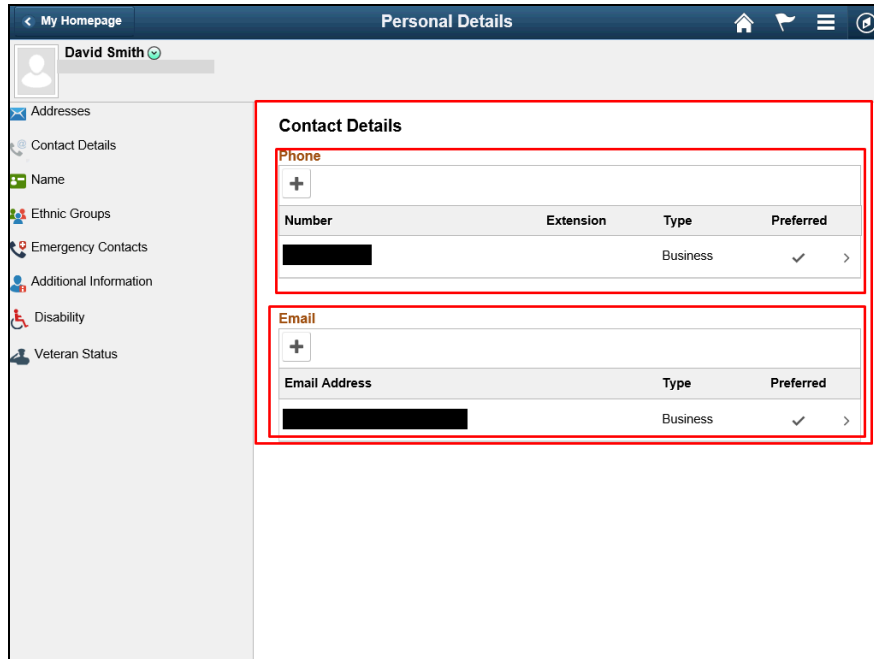 My Homepage
Personal Details
David Smith
Addresses
Contact Details
Name
Ethnic Groups
Emergency Contacts
Additional Information
Disability
Veteran Status
Contact Details
Phone
Number Extension Type Preferred
Business
Email
Email Address Type Preferred
Business